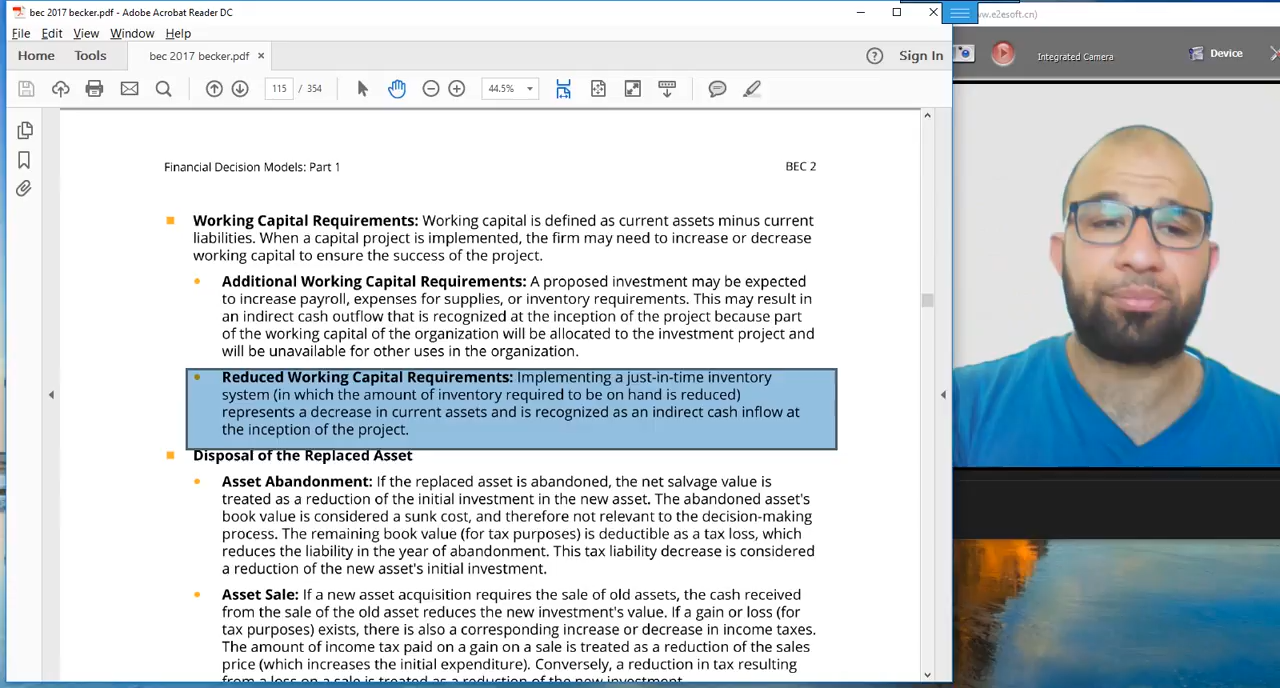 bec 2017 becker.pdf - Adobe Acrobat Reader DC
ww.e2esoft.cn)
File Edit View Window Help
Home Tools bec 2017 becker.pdf × ? Sign In
Integrated Camera Device
115 / 354 44.5%
Financial Decision Models: Part 1 BEC 2
Working Capital Requirements: Working capital is defined as current assets minus current
liabilities. When a capital project is implemented, the firm may need to increase or decrease
working capital to ensure the success of the project.
Additional Working Capital Requirements: A proposed investment may be expected
to increase payroll, expenses for supplies, or inventory requirements. This may result in
an indirect cash outflow that is recognized at the inception of the project because part
of the working capital of the organization will be allocated to the investment project and
will be unavailable for other uses in the organization.
Reduced Working Capital Requirements: Implementing a just-in-time inventory
system (in which the amount of inventory required to be on hand is reduced)
represents a decrease in current assets and is recognized as an indirect cash inflow at
the inception of the project.
Disposal of the Replaced Asset
Asset Abandonment: If the replaced asset is abandoned, the net salvage value is
treated as a reduction of the initial investment in the new asset. The abandoned asset's
book value is considered a sunk cost, and therefore not relevant to the decision-making
process. The remaining book value (for tax purposes) is deductible as a tax loss, which
reduces the liability in the year of abandonment. This tax liability decrease is considered
a reduction of the new asset's initial investment.
Asset Sale: If a new asset acquisition requires the sale of old assets, the cash received
from the sale of the old asset reduces the new investment's value. If a gain or loss (for
tax purposes) exists, there is also a corresponding increase or decrease in income taxes.
The amount of income tax paid on a gain on a sale is treated as a reduction of the sales
price (which increases the initial expenditure). Conversely, a reduction in tax resulting
from a loss on a sale is treated as a reduction of the new investment.